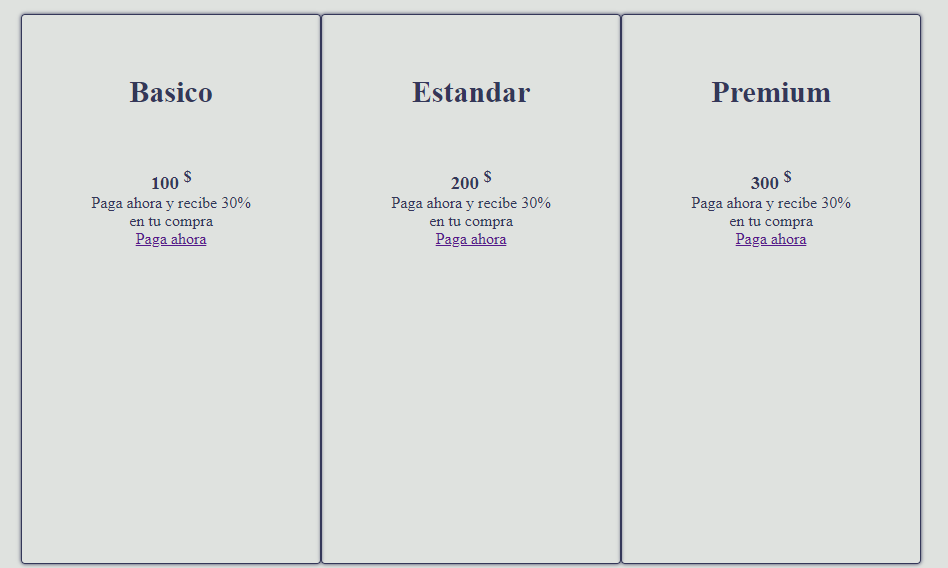 Basico
100 $
Paga ahora y recibe 30%
en tu compra
Paga ahora
Estandar
200 $
Paga ahora y recibe 30%
en tu compra
Paga ahora
Premium
300 $
Paga ahora y recibe 30%
en tu compra
Paga ahora